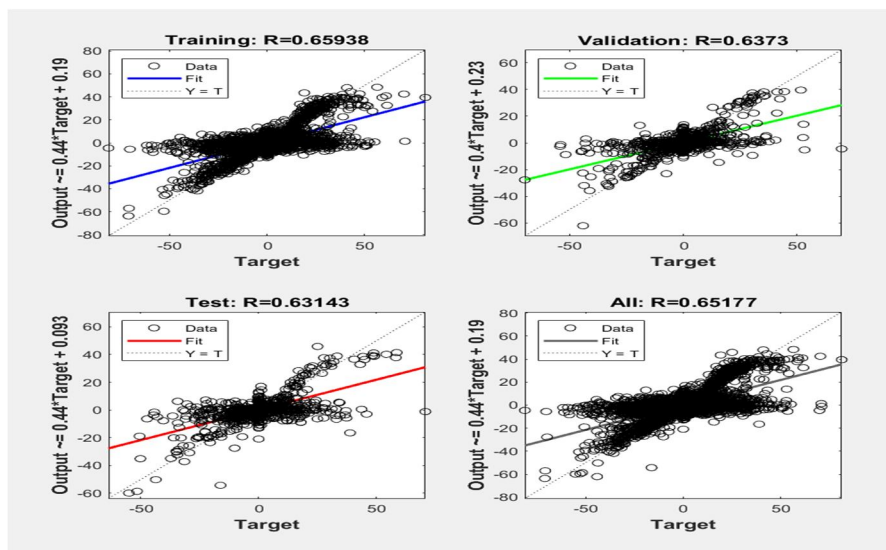 Training: R=0.65938
Output ~= 0.44*Target + 0.19
80
60
40
20
0
-20
-40
-60
-80
Data
Fit
Y = T
-50
0
50
Target
Validation: R=0.6373
Output ~= 0.4*Target + 0.23
60
40
20
0
-20
-40
-60
Data
Fit
Y = T
-50
0
50
Target
Test: R=0.63143
Output ~= 0.44*Target + 0.093
60
40
20
0
-20
-40
-60
Data
Fit
Y = T
-50
0
50
Target
All: R=0.65177
Output ~= 0.44*Target + 0.19
80
60
40
20
0
-20
-40
-60
-80
Data
Fit
Y = T
-50
0
50
Target